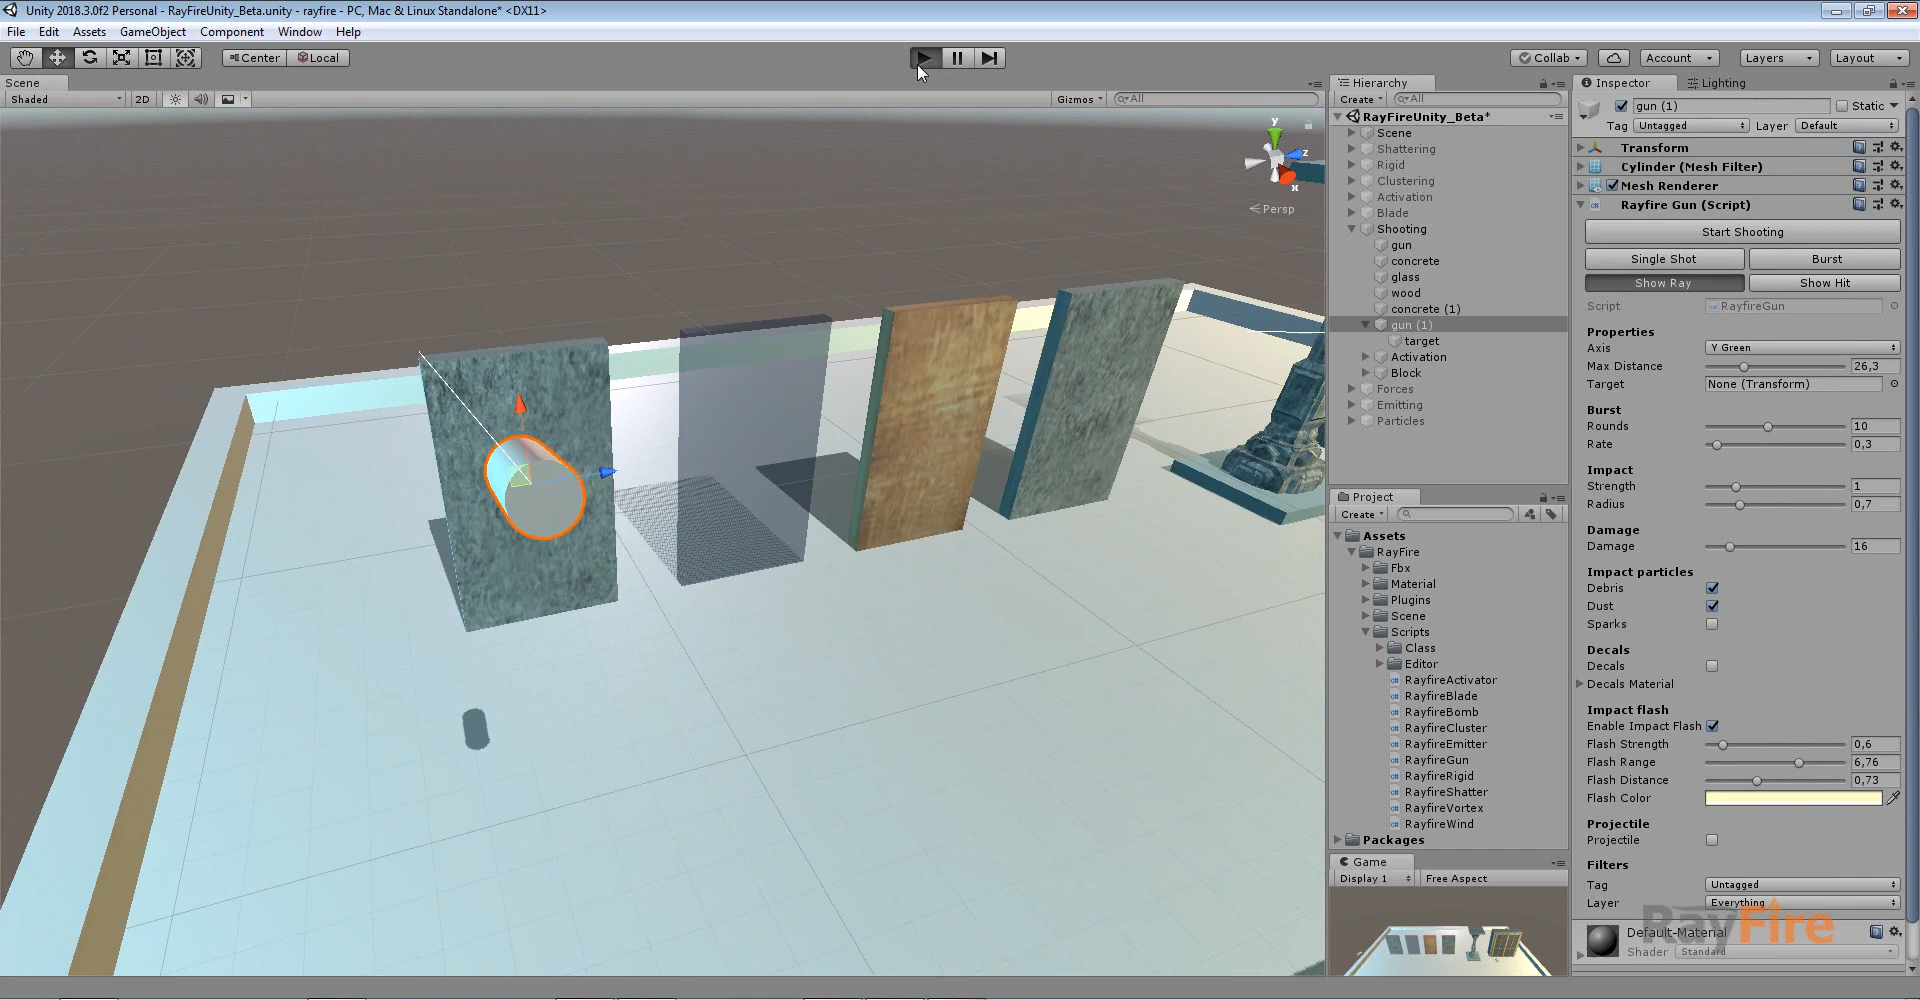 Unity 2018.3.0f2 Personal - RayFireUnity_Beta.unity - rayfire - PC, Mac & Linux Standalone* <DX11>
File Edit Assets GameObject Component Window Help
Center Local Collab Account Layers Layout
Scene
Shaded 2D Gizmos All
y
z
x
Persp
Hierarchy
Create All
RayFireUnity_Beta*
Scene
Shattering
Rigid
Clustering
Activation
Blade
Shooting
gun
concrete
glass
wood
concrete (1)
gun (1)
target
Activation
Block
Forces
Emitting
Particles
Project
Create
Assets
RayFire
Fbx
Material
Plugins
Scene
Scripts
Class
Editor
RayfireActivator
RayfireBlade
RayfireBomb
RayfireCluster
RayfireEmitter
RayfireGun
RayfireRigid
RayfireShatter
RayfireVortex
RayfireWind
Packages
Game
Display 1 Free Aspect
Inspector Lighting
gun (1) Static
Tag Untagged Layer Default
Transform
Cylinder (Mesh Filter)
Mesh Renderer
Rayfire Gun (Script)
Start Shooting
Single Shot Burst
Show Ray Show Hit
Script RayfireGun
Properties
Axis Y Green
Max Distance 26,3
Target None (Transform)
Burst
Rounds 10
Rate 0,3
Impact
Strength 1
Radius 0,7
Damage
Damage 16
Impact particles
Debris
Dust
Sparks
Decals
Decals
Decals Material
Impact flash
Enable Impact Flash
Flash Strength 0,6
Flash Range 6,76
Flash Distance 0,73
Flash Color
Projectile
Projectile
Filters
Tag Untagged
Layer Everything
Default-Material
Shader Standard
RayFire